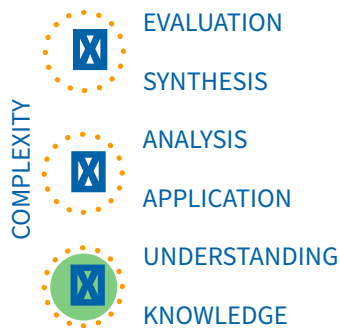 EVALUATION
SYNTHESIS
COMPLEXITY
ANALYSIS
APPLICATION
UNDERSTANDING
KNOWLEDGE